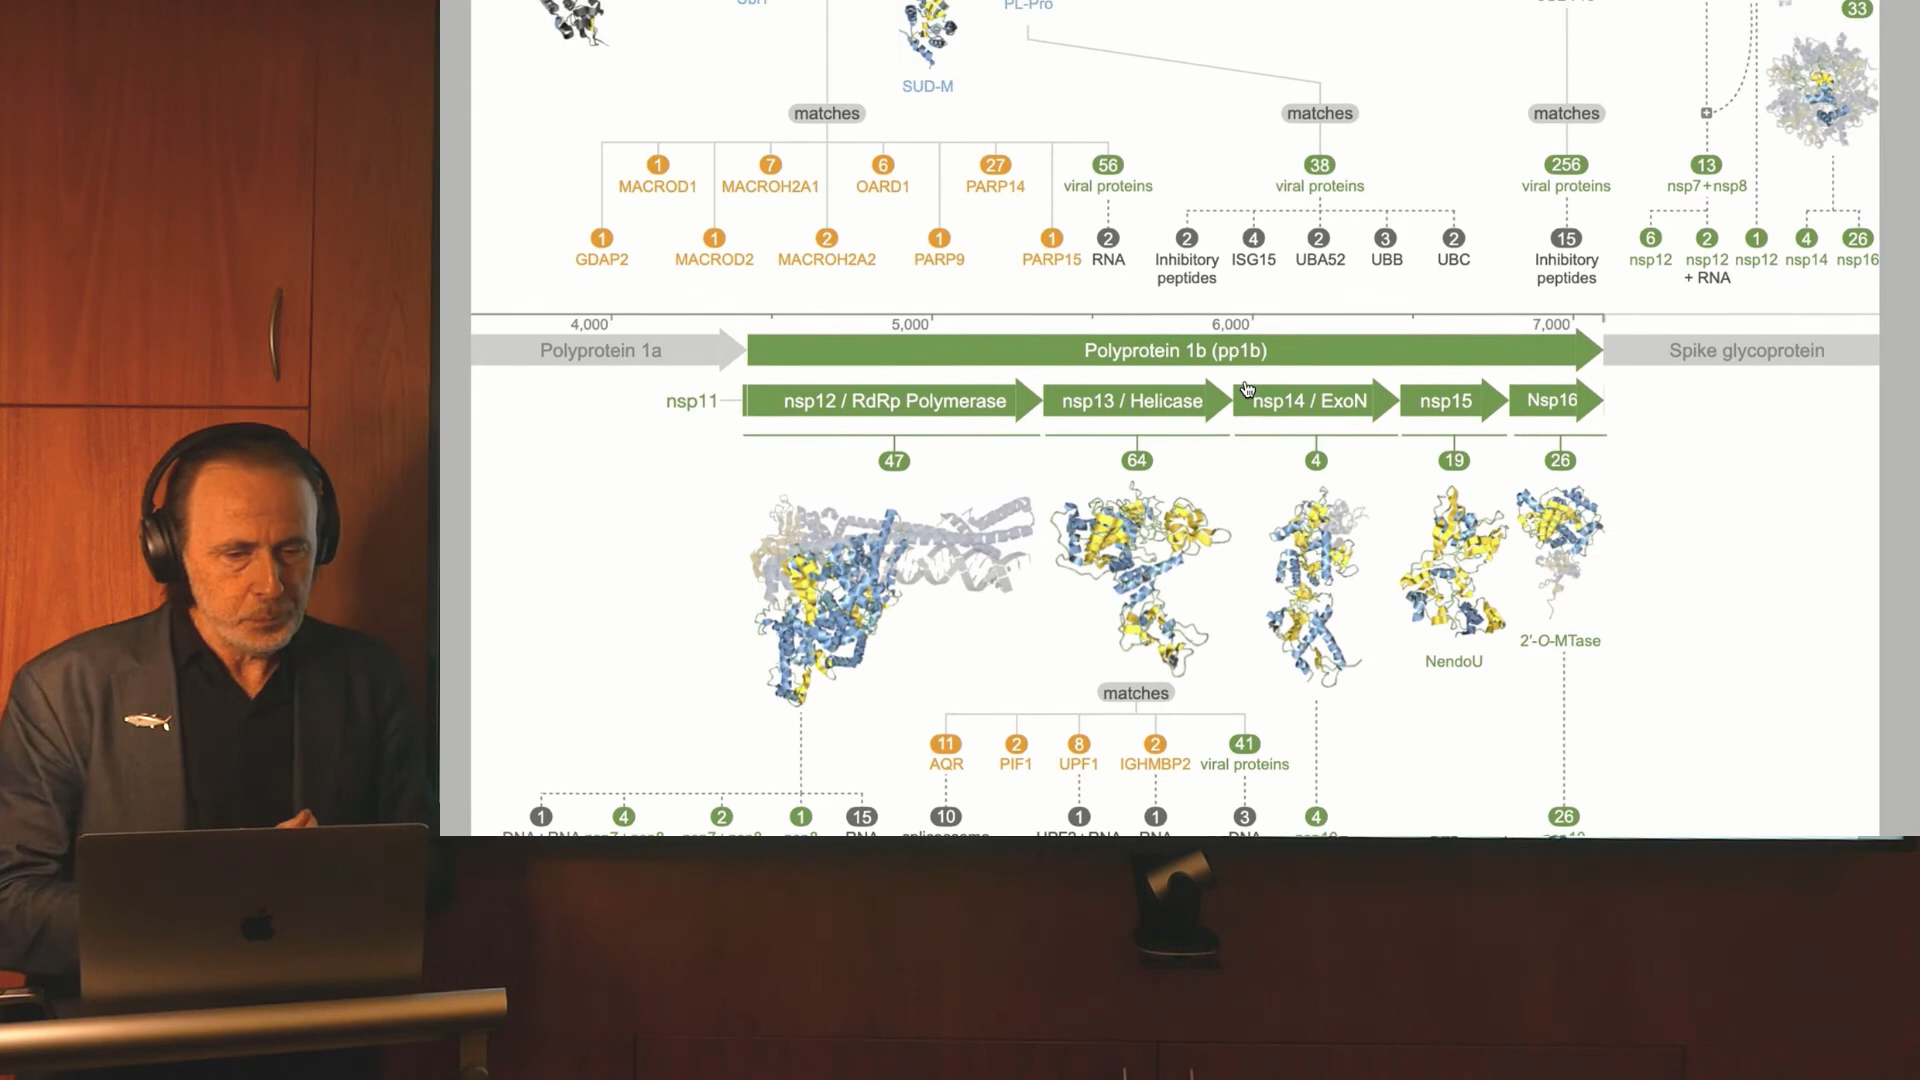 PL-Pro
33
SUD-M
matches
matches
matches
1
7
6
27
56
38
256
13
MACROD1
MACROH2A1
OARD1
PARP14
viral proteins
viral proteins
viral proteins
nsp7+nsp8
1
1
2
1
1
2
2
4
2
3
2
15
6
2
1
4
26
GDAP2
MACROD2
MACROH2A2
PARP9
PARP15
RNA
Inhibitory
peptides
ISG15
UBA52
UBB
UBC
Inhibitory
peptides
nsp12
nsp12
+ RNA
nsp12
nsp14
nsp16
4,000
5,000
6,000
7,000
Polyprotein 1a
Polyprotein 1b (pp1b)
Spike glycoprotein
nsp11
nsp12 / RdRp Polymerase
nsp13 / Helicase
nsp14 / ExoN
nsp15
Nsp16
47
64
4
19
26
2'-O-MTase
NendoU
matches
11
2
8
2
41
AQR
PIF1
UPF1
IGHMBP2
viral proteins
1
4
2
1
15
10
1
1
3
4
26